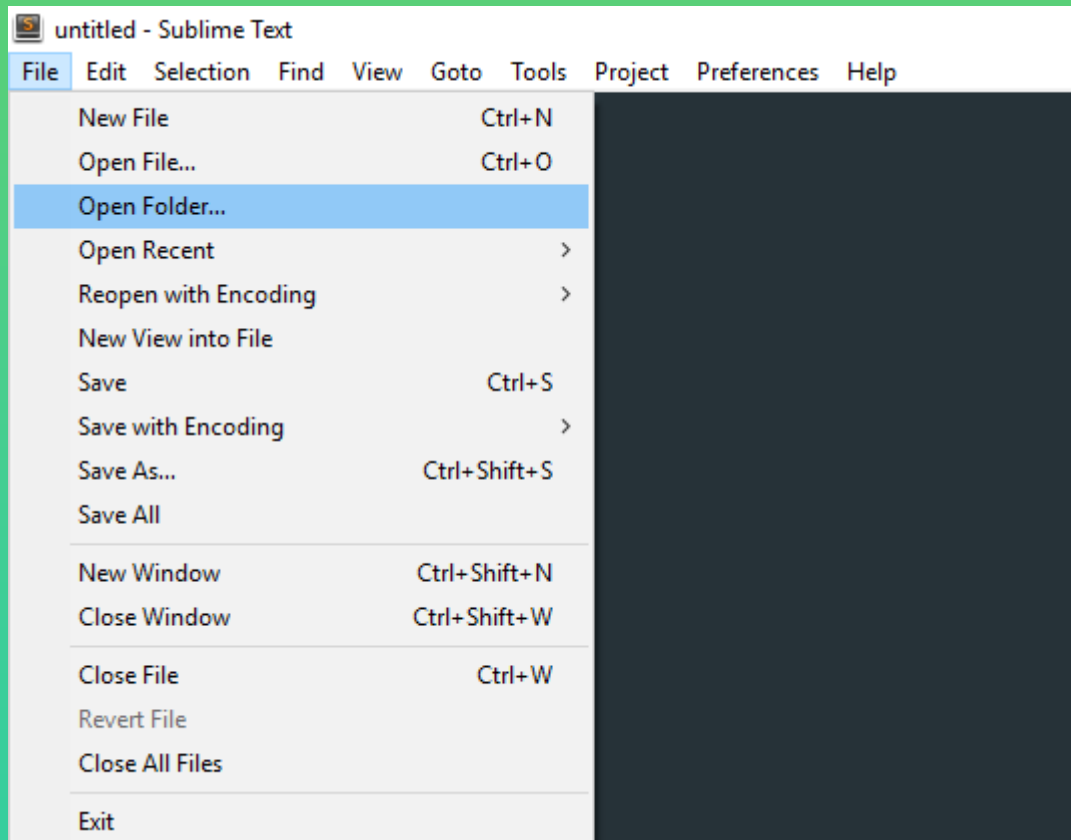 untitled - Sublime Text
File Edit Selection Find View Goto Tools Project Preferences Help
New File Ctrl+N
Open File... Ctrl+O
Open Folder...
Open Recent
Reopen with Encoding
New View into File
Save Ctrl+S
Save with Encoding
Save As... Ctrl+Shift+S
Save All
New Window Ctrl+Shift+N
Close Window Ctrl+Shift+W
Close File Ctrl+W
Revert File
Close All Files
Exit